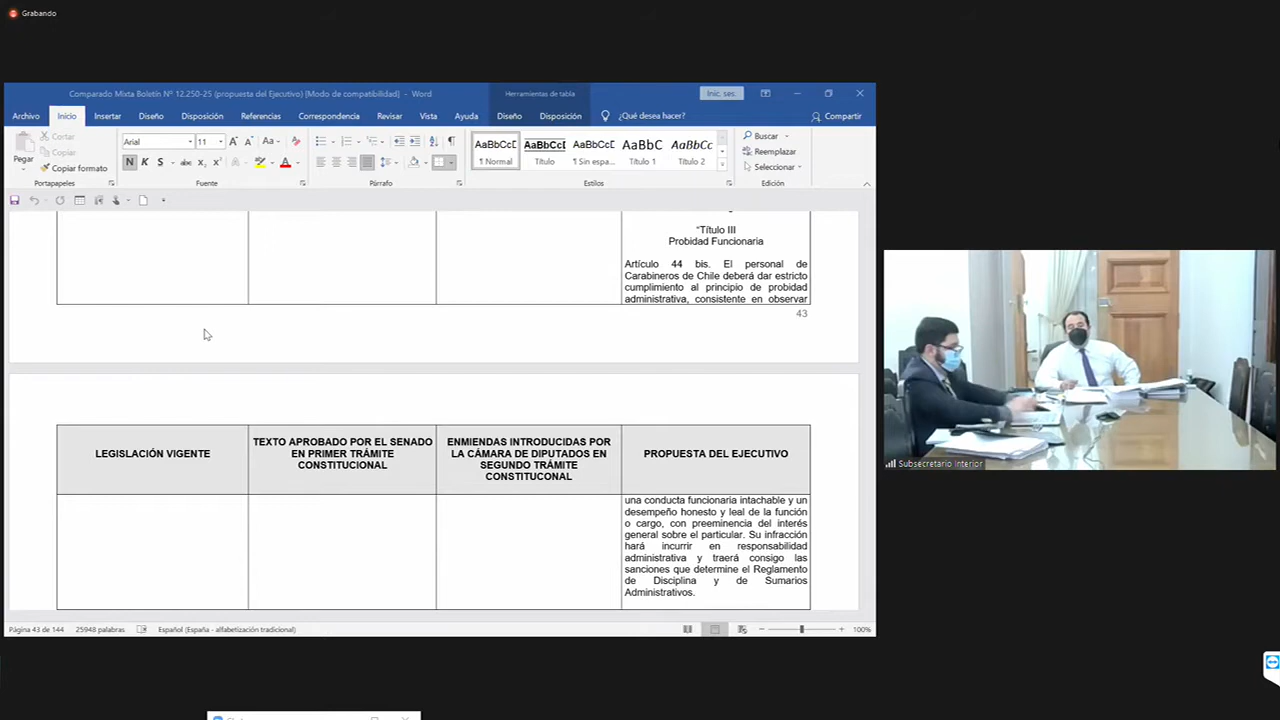 Grabando
Comparado Mixta Boletín Nº 12.250-25 (propuesta del Ejecutivo) [Modo de compatibilidad] - Word
Herramientas de tabla
Inic. ses.
Archivo Inicio Insertar Diseño Disposición Referencias Correspondencia Revisar Vista Ayuda Diseño Disposición ¿Qué desea hacer? Compartir
Pegar
Cortar
Copiar
Copiar formato
Portapapeles
Arial 11
N K S
Fuente
Párrafo
AaBbCcD AaBbCcD AaBbCcD AaBbC AaBbCc
¶ Normal Título ¶ Sin espa... Título 1 Título 2
Estilos
Buscar
Reemplazar
Seleccionar
Edición
“Título III
Probidad Funcionaria
Artículo 44 bis. El personal de
Carabineros de Chile deberá dar estricto
cumplimiento al principio de probidad
administrativa, consistente en observar
43
LEGISLACIÓN VIGENTE
TEXTO APROBADO POR EL SENADO
EN PRIMER TRÁMITE
CONSTITUCIONAL
ENMIENDAS INTRODUCIDAS POR
LA CÁMARA DE DIPUTADOS EN
SEGUNDO TRÁMITE
CONSTITUCONAL
PROPUESTA DEL EJECUTIVO
una conducta funcionaria intachable y un
desempeño honesto y leal de la función
o cargo, con preeminencia del interés
general sobre el particular. Su infracción
hará incurrir en responsabilidad
administrativa y traerá consigo las
sanciones que determine el Reglamento
de Disciplina y de Sumarios
Administrativos.
Página 43 de 144 25948 palabras Español (España - alfabetización tradicional) 100%
Subsecretario Interior